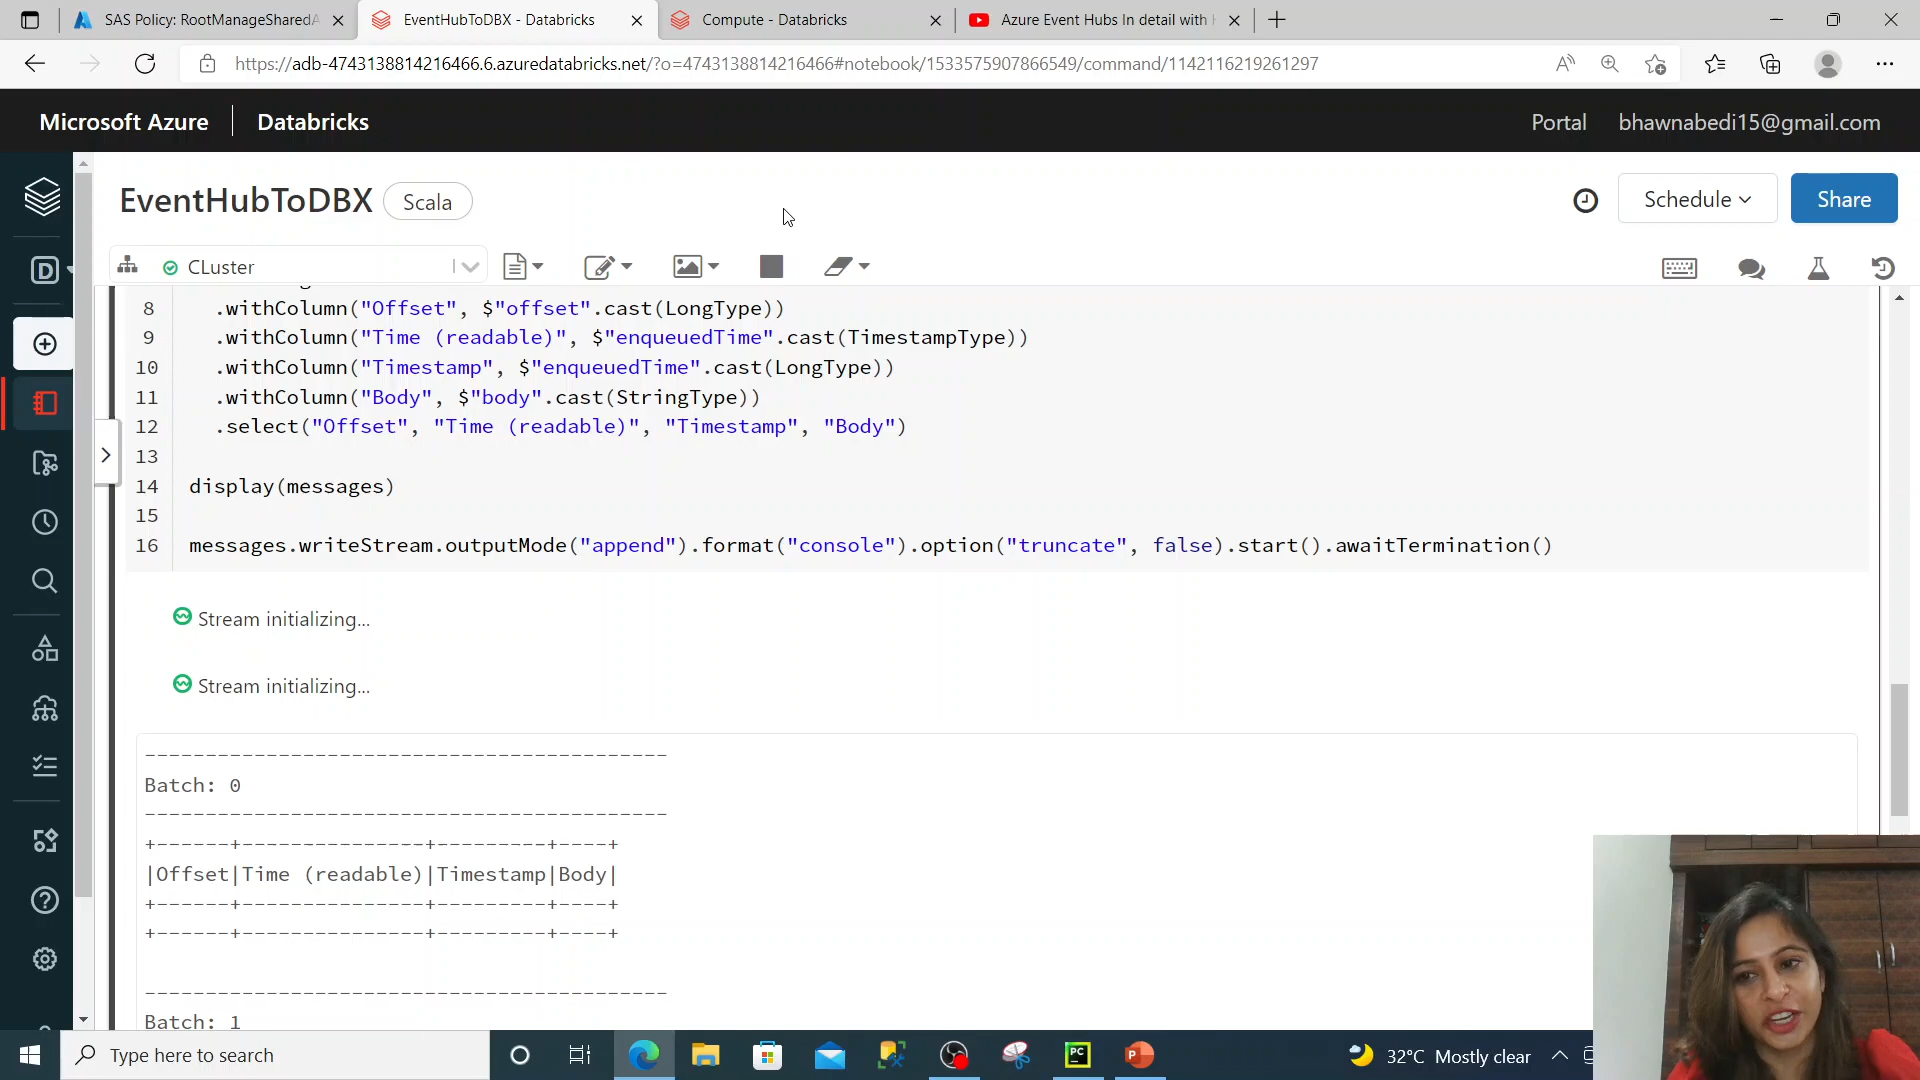 SAS Policy: RootManageSharedA
EventHubToDBX - Databricks
Compute - Databricks
Azure Event Hubs In detail with
https://adb-4743138814216466.6.azuredatabricks.net/?o=4743138814216466#notebook/1533575907866549/command/1142116219261297
Microsoft Azure
Databricks
Portal
bhawnabedi15@gmail.com
EventHubToDBX
Scala
Schedule
Share
CLuster
8 .withColumn("Offset", $"offset".cast(LongType))
9 .withColumn("Time (readable)", $"enqueuedTime".cast(TimestampType))
10 .withColumn("Timestamp", $"enqueuedTime".cast(LongType))
11 .withColumn("Body", $"body".cast(StringType))
12 .select("Offset", "Time (readable)", "Timestamp", "Body")
13
14 display(messages)
15
16 messages.writeStream.outputMode("append").format("console").option("truncate", false).start().awaitTermination()
Stream initializing...
Stream initializing...
-------------------------------------------
Batch: 0
-------------------------------------------
+------+---------------+---------+----+
|Offset|Time (readable)|Timestamp|Body|
+------+---------------+---------+----+
+------+---------------+---------+----+
-------------------------------------------
Batch: 1
Type here to search
32°C Mostly clear